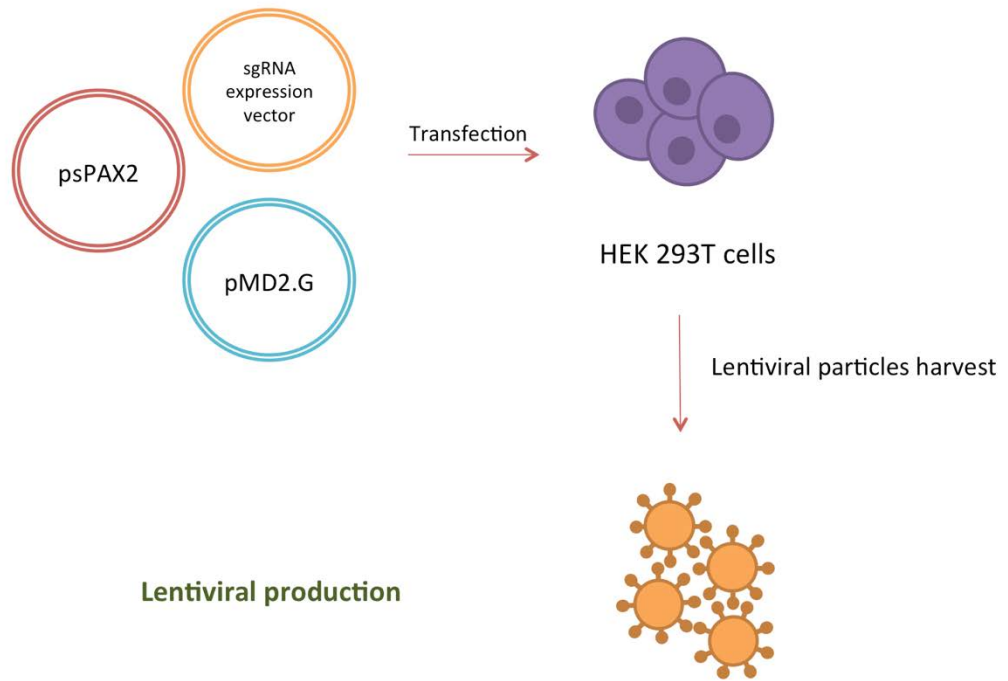 psPAX2
sgRNA
expression
vector
pMD2.G
Transfection
HEK 293T cells
Lentiviral particles harvest
Lentiviral production